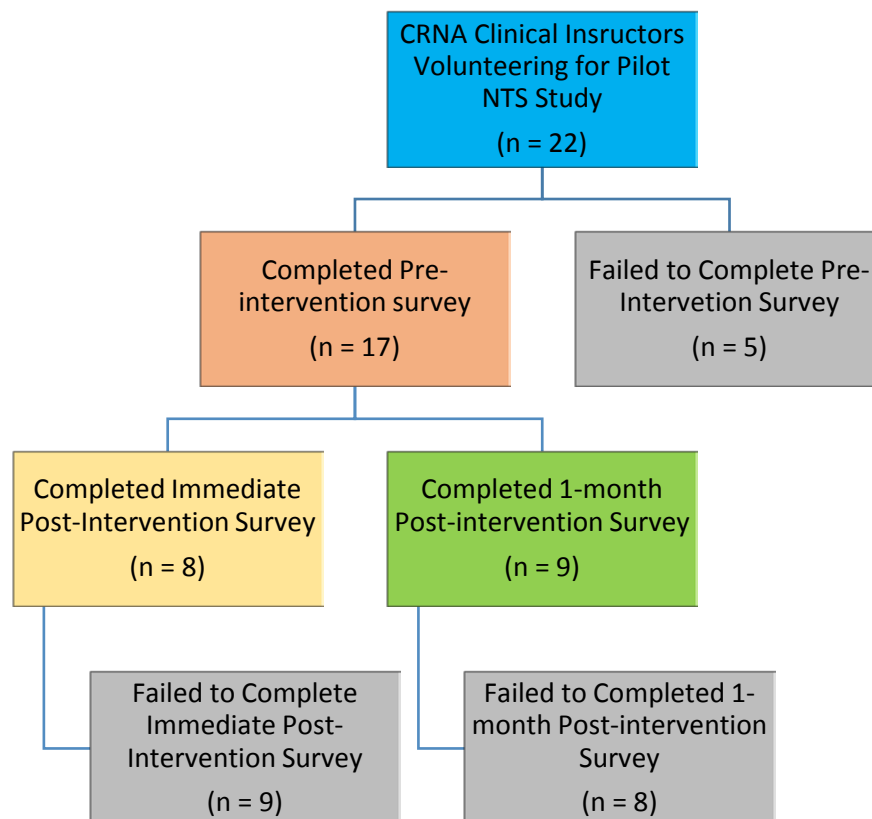 CRNA Clinical Insructors
Volunteering for Pilot
NTS Study
(n = 22)
Completed Pre-
intervention survey
(n = 17)
Failed to Complete Pre-
Intervetion Survey
(n = 5)
Completed Immediate
Post-Intervention Survey
(n = 8)
Completed 1-month
Post-intervention Survey
(n = 9)
Failed to Complete
Immediate Post-
Intervention Survey
(n = 9)
Failed to Completed 1-
month Post-intervention
Survey
(n = 8)